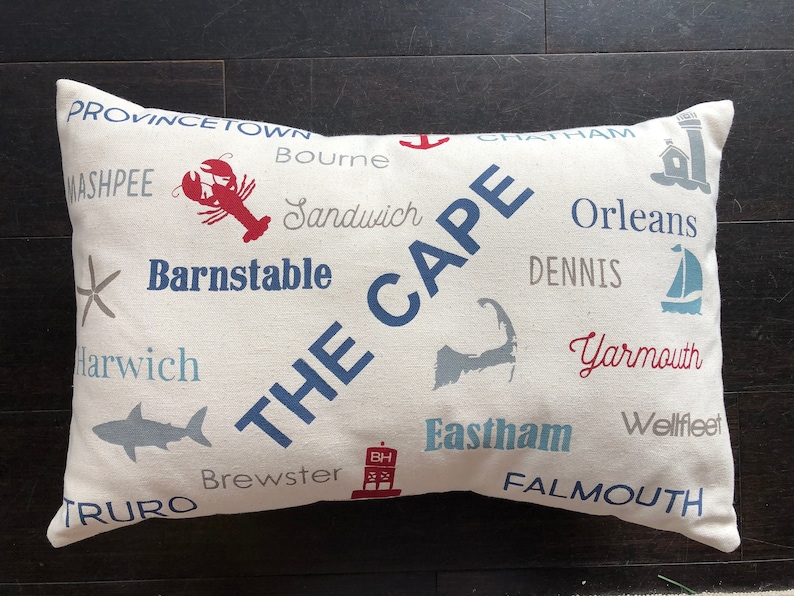 PROVINCETOWN
CHATHAM
Bourne
MASHPEE
Sandwich
Orleans
THE CAPE
Barnstable
DENNIS
Harwich
Yarmouth
Eastham
Wellfleet
BH
Brewster
TRURO
FALMOUTH